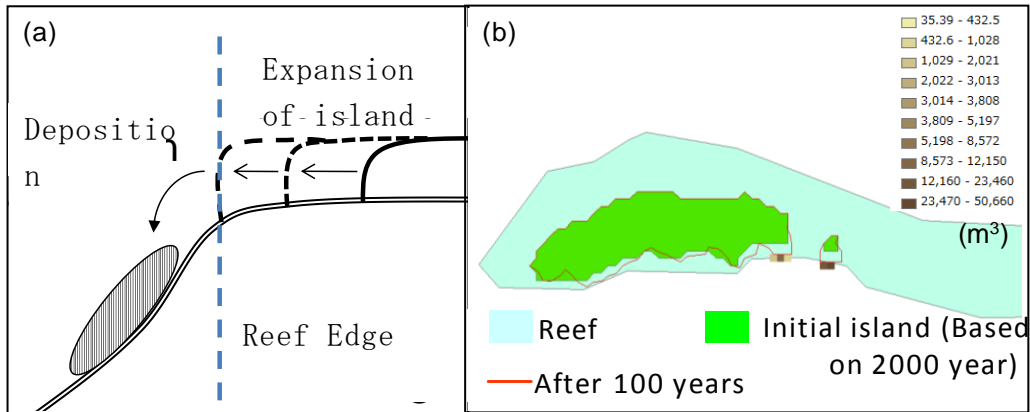 (a)
Expansion
of island
Depositio
n
Reef Edge
(b)
35.39 - 432.5
432.6 - 1,028
1,029 - 2,021
2,022 - 3,013
3,014 - 3,808
3,809 - 5,197
5,198 - 8,572
8,573 - 12,150
12,160 - 23,460
23,470 - 50,660
(m³)
Reef
Initial island (Based
on 2000 year)
After 100 years